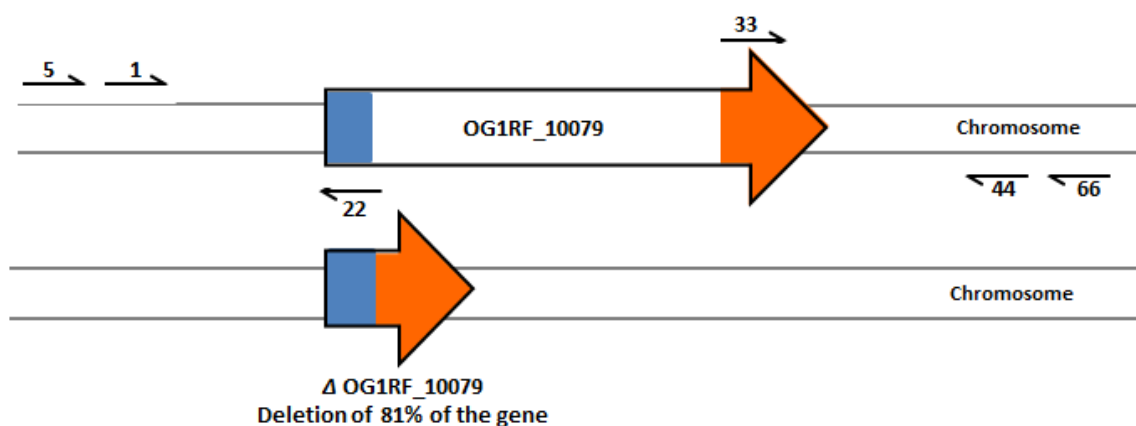 33
5 1
OG1RF_10079
Chromosome
44 66
22
Chromosome
Δ OG1RF_10079
Deletion of 81% of the gene